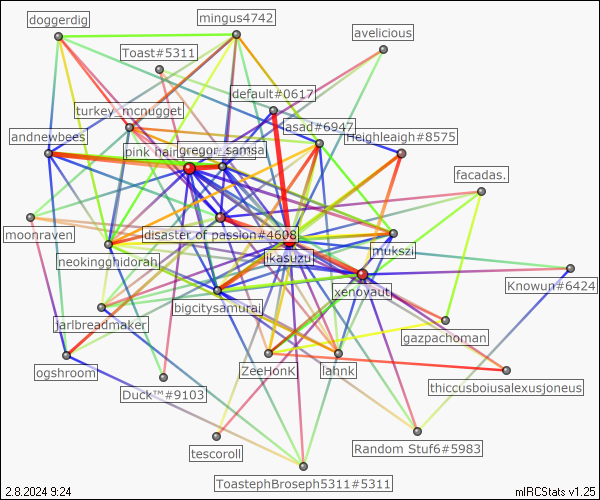 doggerdig
mingus4742
avelicious
Toast#5311
default#0617
turkey_mcnugget
asad#6947
andnewbees
pink hair
gregor_samsa
Heighleaigh#8575
facadas.
moonraven
disaster of passion#4608
neokingghidorah
ikasuzu
mukszi
xenoyaut
Knowun#6424
bigcitysamurai
jarlbreadmaker
gazpachoman
ogshroom
Duck™#9103
ZeeHonK
lahnk
thiccusboiusalexusjoneus
tescoroll
Random Stuf6#5983
ToastephBroseph5311#5311
2.8.2024 9:24
mIRCStats v1.25